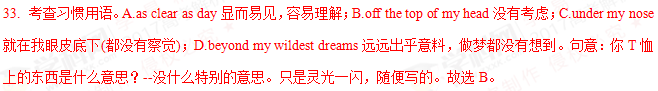 33. 考查习惯用语。A.as clear as day 显而易见，容易理解；B.off the top of my head 没有考虑；C.under my nose
就在我眼皮底下(都没有察觉)；D.beyond my wildest dreams 远远出乎意料，做梦都没有想到。句意：你 T 恤
上的东西是什么意思？--没什么特别的意思。只是灵光一闪，随便写的。故选 B。